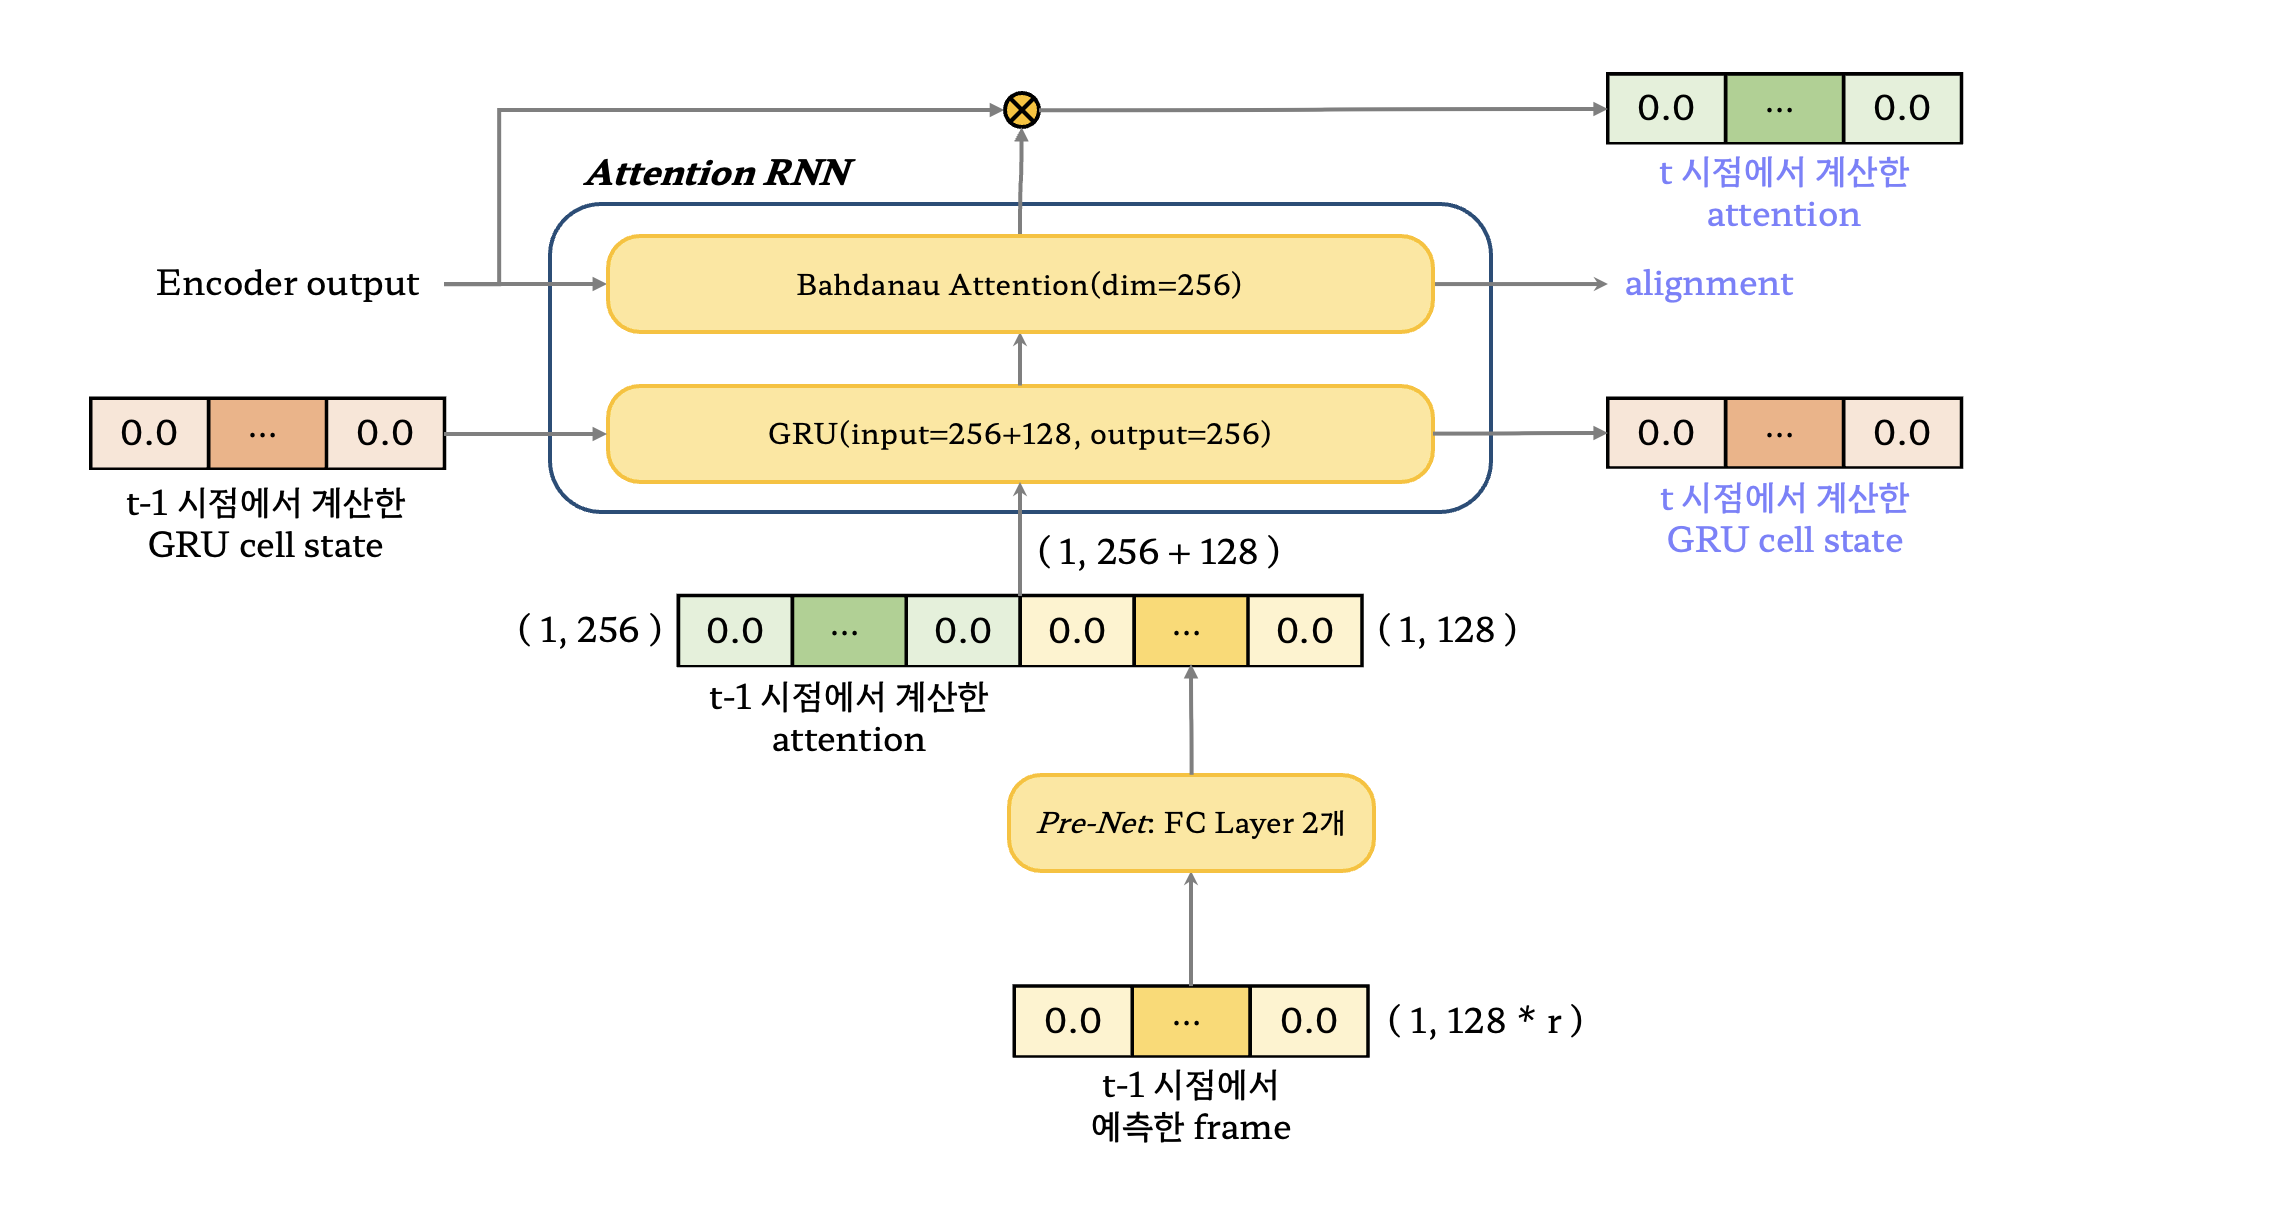 0.0 ... 0.0
t 시점에서 계산한
attention
Attention RNN
Encoder output
Bahdanau Attention(dim=256)
alignment
0.0 ... 0.0
t-1 시점에서 계산한
GRU cell state
GRU(input=256+128, output=256)
0.0 ... 0.0
t 시점에서 계산한
GRU cell state
( 1, 256 + 128 )
( 1, 256 ) 0.0 ... 0.0 0.0 ... 0.0 ( 1, 128 )
t-1 시점에서 계산한
attention
Pre-Net: FC Layer 2개
0.0 ... 0.0 ( 1, 128 * r )
t-1 시점에서
예측한 frame